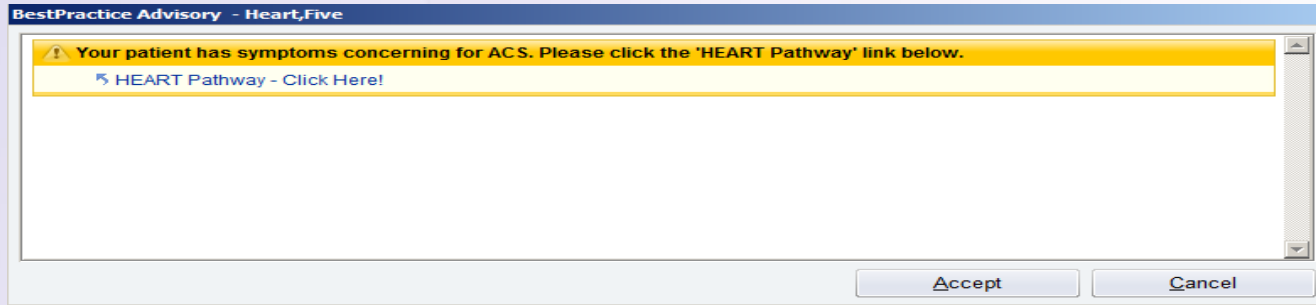 BestPractice Advisory - Heart,Five
Your patient has symptoms concerning for ACS. Please click the 'HEART Pathway' link below.
HEART Pathway - Click Here!
Accept Cancel